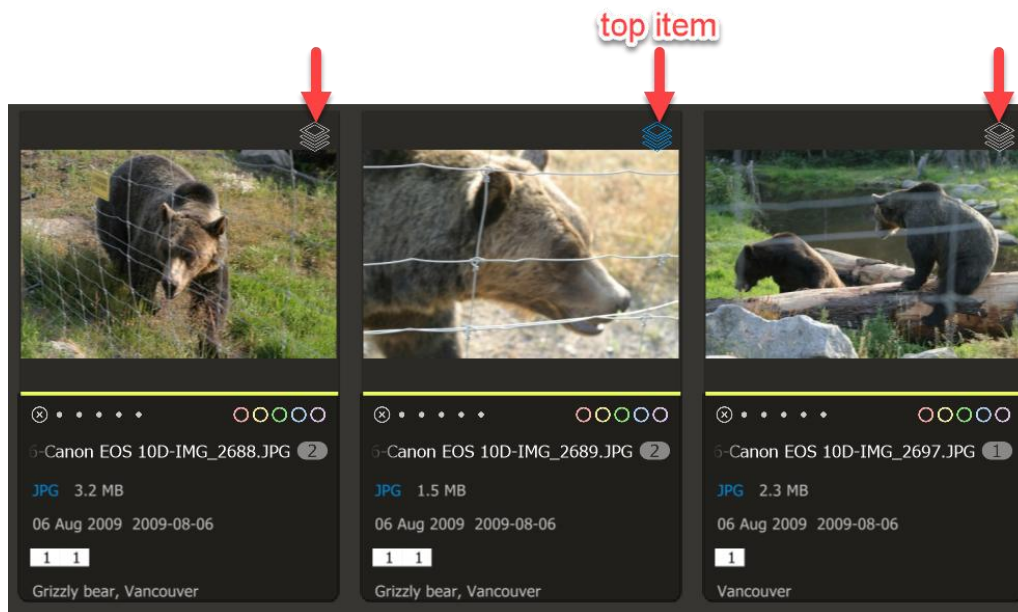 top item
6-Canon EOS 10D-IMG_2688.JPG 2
JPG 3.2 MB
06 Aug 2009 2009-08-06
1 1
Grizzly bear, Vancouver
6-Canon EOS 10D-IMG_2689.JPG 2
JPG 1.5 MB
06 Aug 2009 2009-08-06
1 1
Grizzly bear, Vancouver
6-Canon EOS 10D-IMG_2697.JPG 1
JPG 2.3 MB
06 Aug 2009 2009-08-06
1
Vancouver